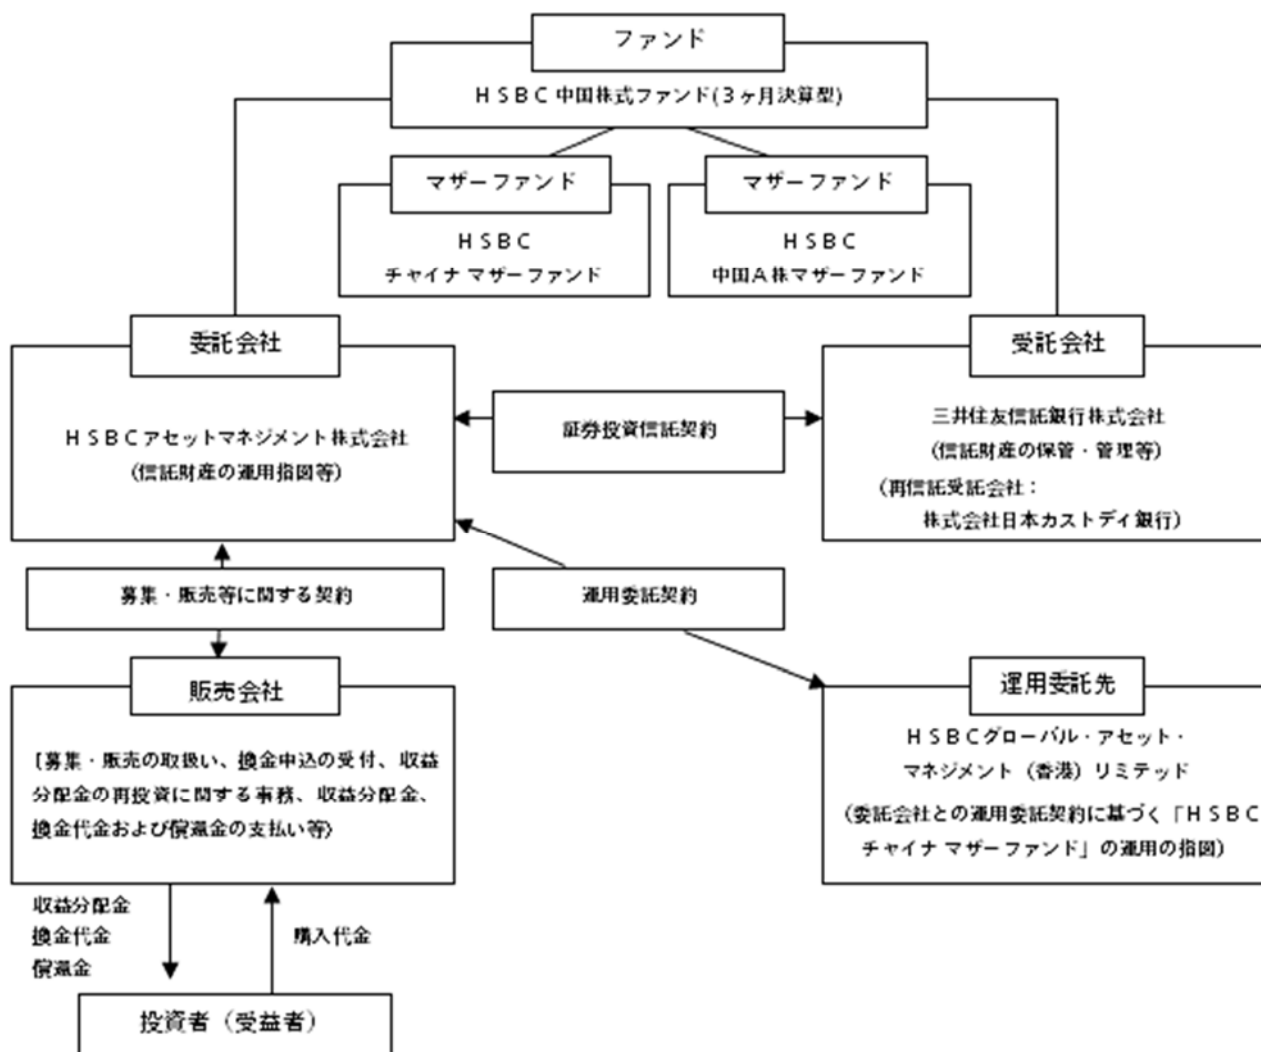 ファンド
ＨＳＢＣ 中国株式ファンド(３ヶ月決算型)
マザーファンド
ＨＳＢＣ
チャイナ マザーファンド
マザーファンド
ＨＳＢＣ
中国Ａ株マザーファンド
委託会社
ＨＳＢＣアセットマネジメント株式会社
(信託財産の運用指図等)
証券投資信託契約
受託会社
三井住友信託銀行株式会社
(信託財産の保管・管理等)
(再信託受託会社：
株式会社日本カストディ銀行)
募集・販売等に関する契約
運用委託契約
販売会社
[募集・販売の取扱い、換金申込の受付、収益
分配金の再投資に関する事務、収益分配金、
換金代金および償還金の支払い等)
運用委託先
ＨＳＢＣグローバル・アセット・
マネジメント（香港）リミテッド
(委託会社との運用委託契約に基づく「ＨＳＢＣ
チャイナ マザーファンド」の運用の指図)
収益分配金
換金代金
償還金
購入代金
投資者（受益者）